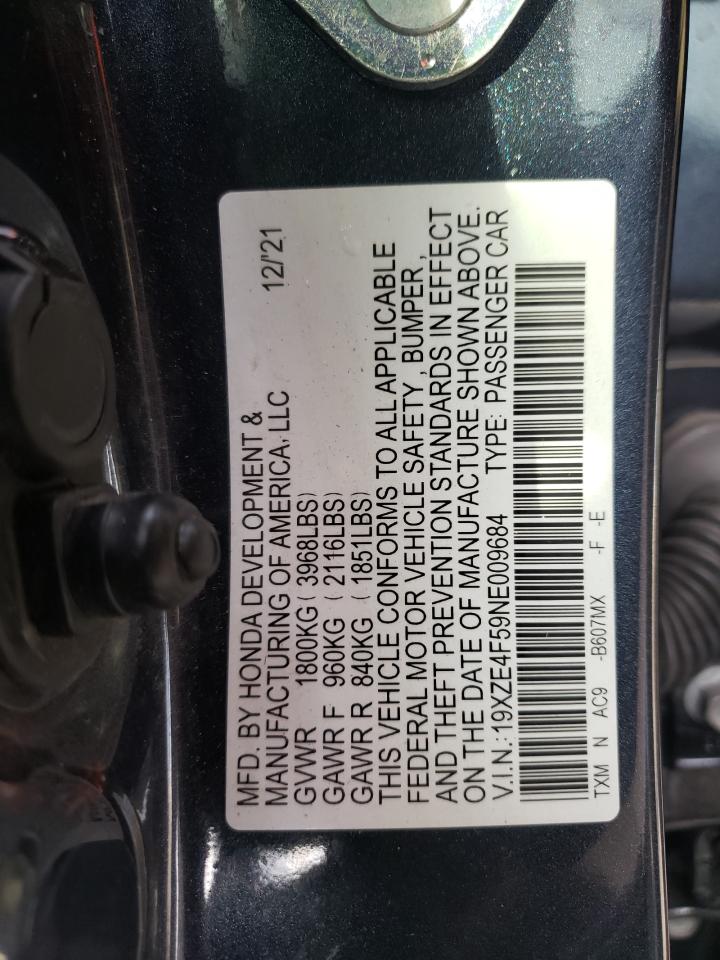 MFD. BY HONDA DEVELOPMENT &
MANUFACTURING OF AMERICA, LLC 12/'21
GVWR 1800KG (3968LBS)
GAWR F 960KG (2116LBS)
GAWR R 840KG (1851LBS)
THIS VEHICLE CONFORMS TO ALL APPLICABLE
FEDERAL MOTOR VEHICLE SAFETY, BUMPER,
AND THEFT PREVENTION STANDARDS IN EFFECT
ON THE DATE OF MANUFACTURE SHOWN ABOVE.
V.I.N.:19XZE4F59NE009684 TYPE: PASSENGER CAR
TXM N AC9 -B607MX -F -E